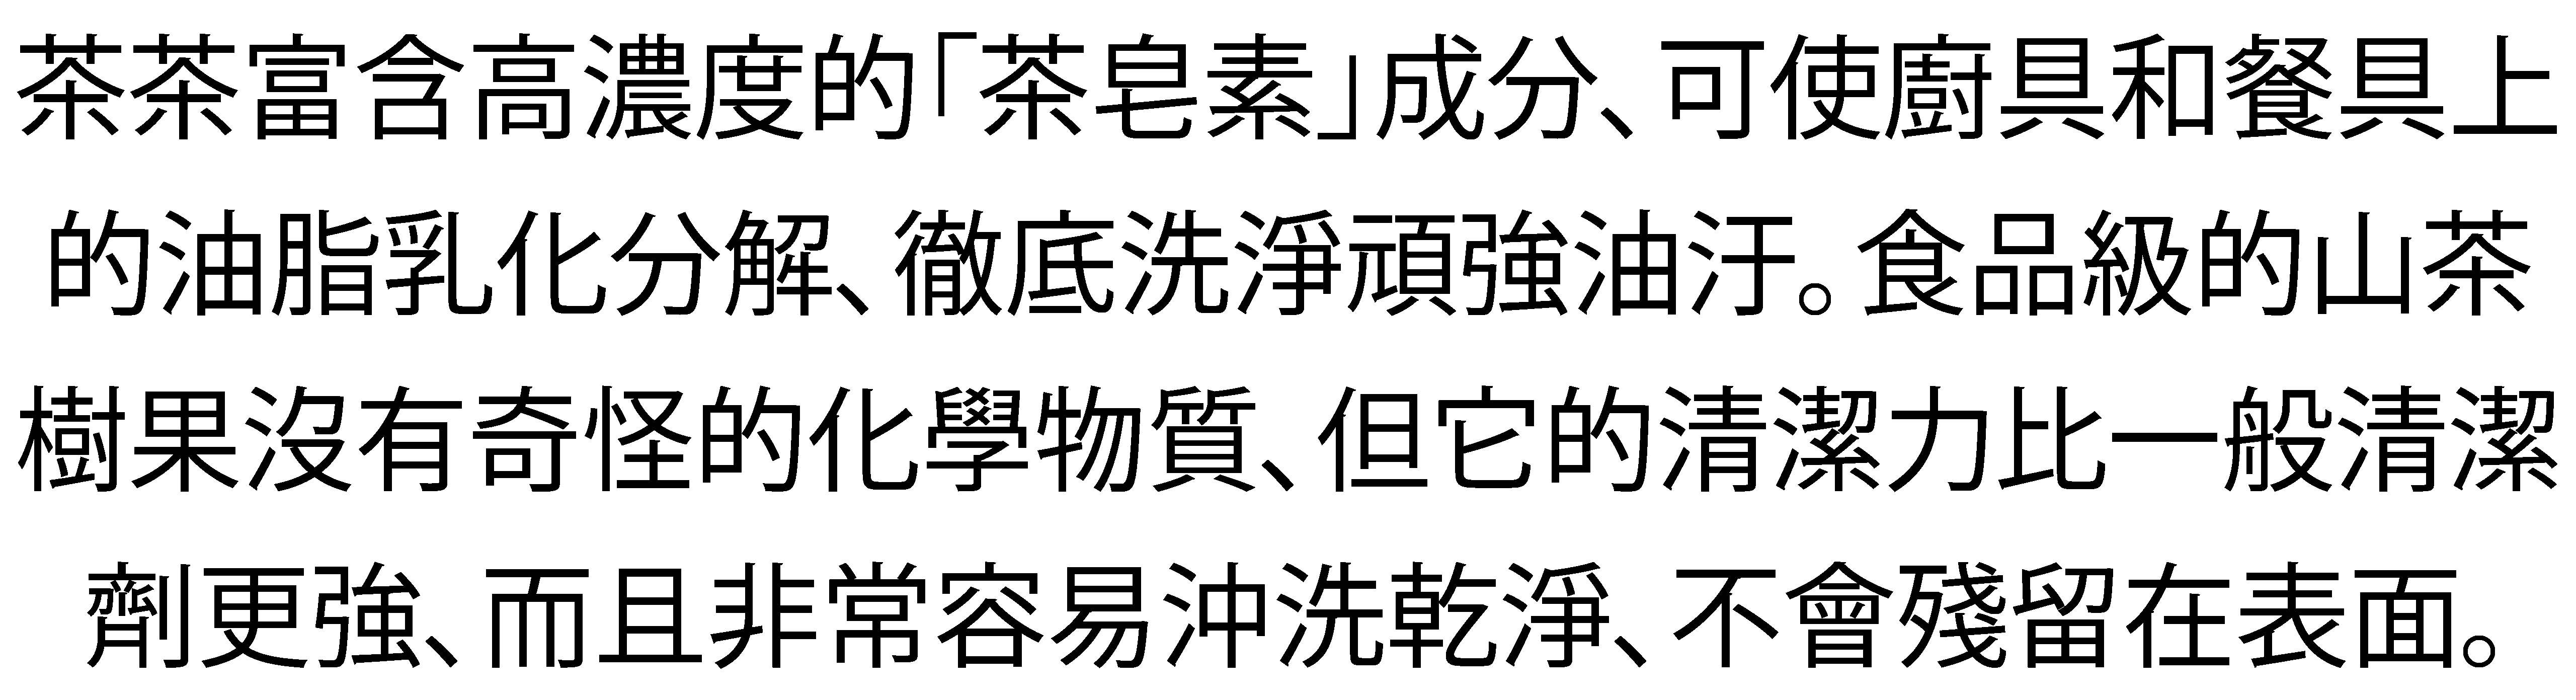 茶茶富含高濃度的「茶皂素」成分、可使廚具和餐具上
的油脂乳化分解、徹底洗淨頑強油汙。食品級的山茶
樹果沒有奇怪的化學物質、但它的清潔力比一般清潔
劑更強、而且非常容易沖洗乾淨、不會殘留在表面。